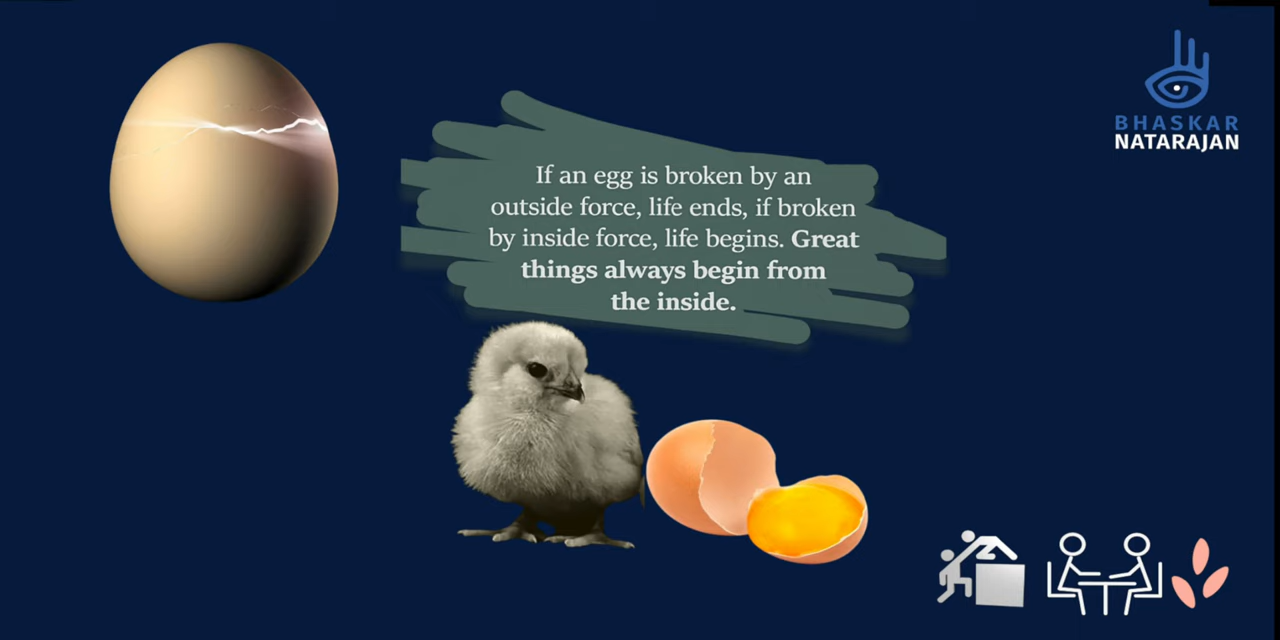 BHASKAR
NATARAJAN
If an egg is broken by an
outside force, life ends, if broken
by inside force, life begins. Great
things always begin from
the inside.